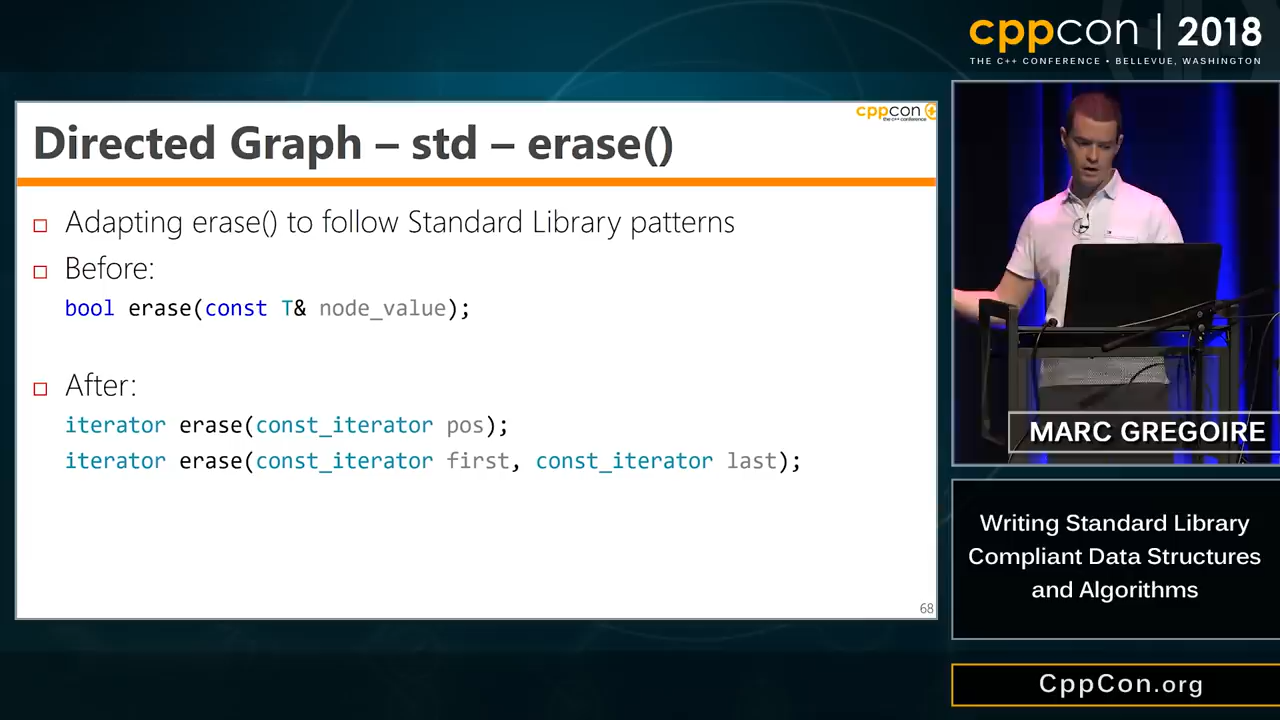 cppcon | 2018
THE C++ CONFERENCE • BELLEVUE, WASHINGTON
cppcon
the c++ conference
Directed Graph – std – erase()
Adapting erase() to follow Standard Library patterns
Before:
bool erase(const T& node_value);
After:
iterator erase(const_iterator pos);
iterator erase(const_iterator first, const_iterator last);
68
MARC GREGOIRE
Writing Standard Library
Compliant Data Structures
and Algorithms
CppCon.org